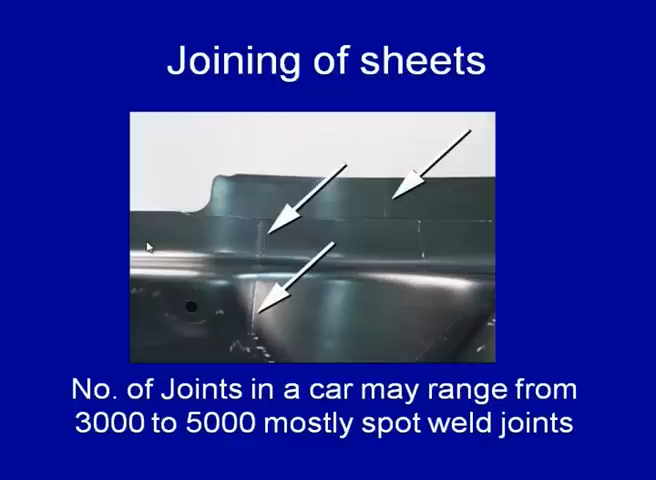 Joining of sheets
No. of Joints in a car may range from
3000 to 5000 mostly spot weld joints